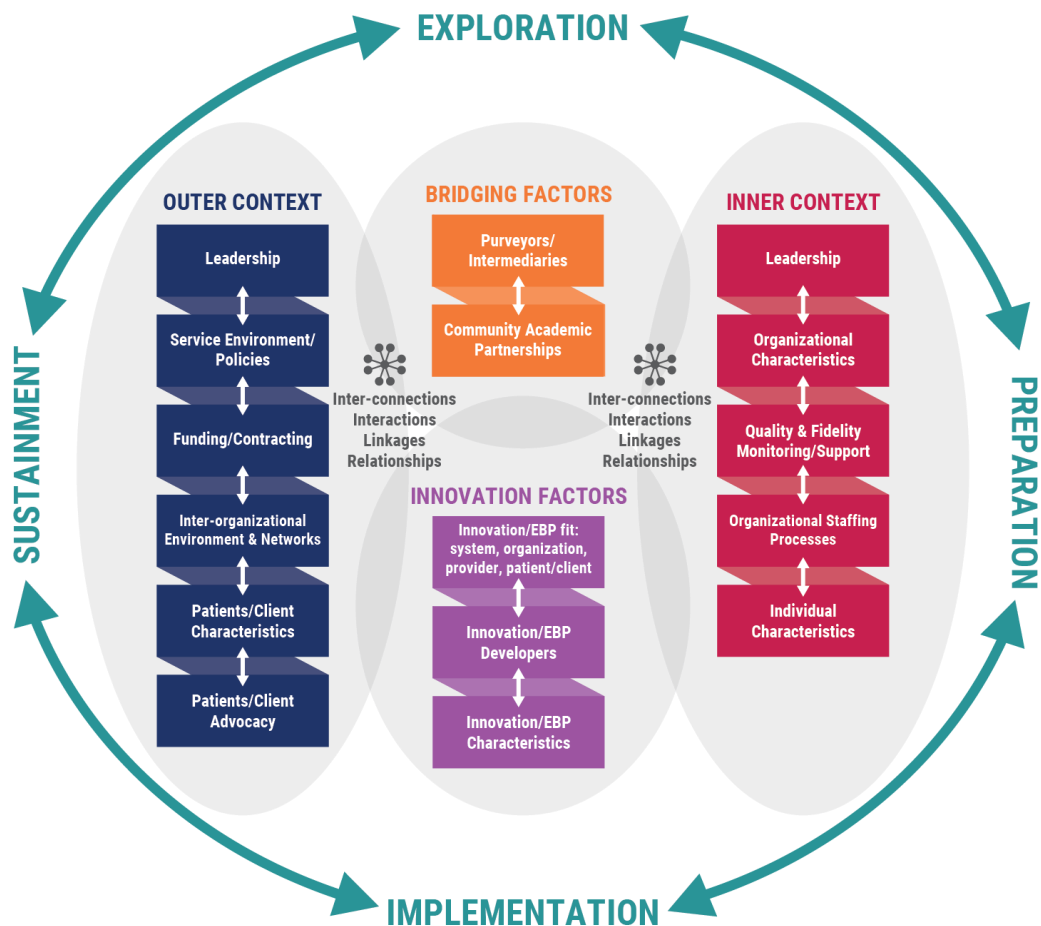 EXPLORATION
OUTER CONTEXT
Leadership
Service Environment/
Policies
Funding/Contracting
Inter-organizational
Environment & Networks
Patients/Client
Characteristics
Patients/Client
Advocacy
BRIDGING FACTORS
Purveyors/
Intermediaries
Community Academic
Partnerships
Inter-connections
Interactions
Linkages
Relationships
Inter-connections
Interactions
Linkages
Relationships
INNOVATION FACTORS
Innovation/EBP fit:
system, organization,
provider, patient/client
Innovation/EBP
Developers
Innovation/EBP
Characteristics
INNER CONTEXT
Leadership
Organizational
Characteristics
Quality & Fidelity
Monitoring/Support
Organizational Staffing
Processes
Individual
Characteristics
PREPARATION
IMPLEMENTATION
SUSTAINMENT